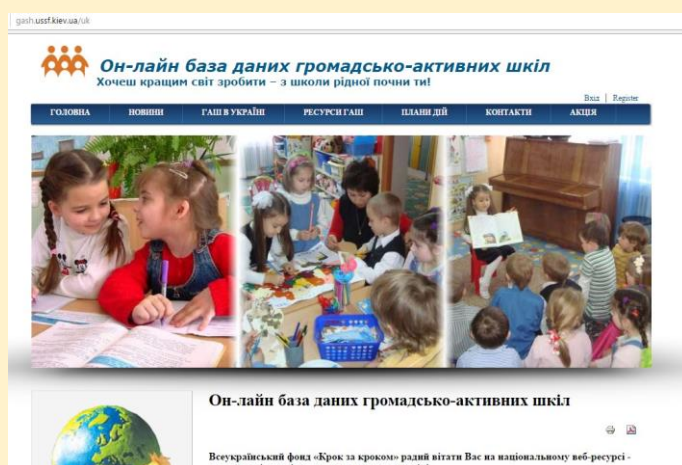 gash.ussf.kiev.ua/uk
Он-лайн база даних громадсько-активних шкіл
Хочеш кращим світ зробити – з школи рідної почни ти!
Вхіз | Register
ГОЛОВНА НОВИНИ ГАШ В УКРАЇНІ РЕСУРСИ ГАШ ПЛАНИ ДІЙ КОНТАКТИ АКЦІЯ
Он-лайн база даних громадсько-активних шкіл
Всеукраїнський фонд «Крок за кроком» радий вітати Вас на національному веб-ресурсі -